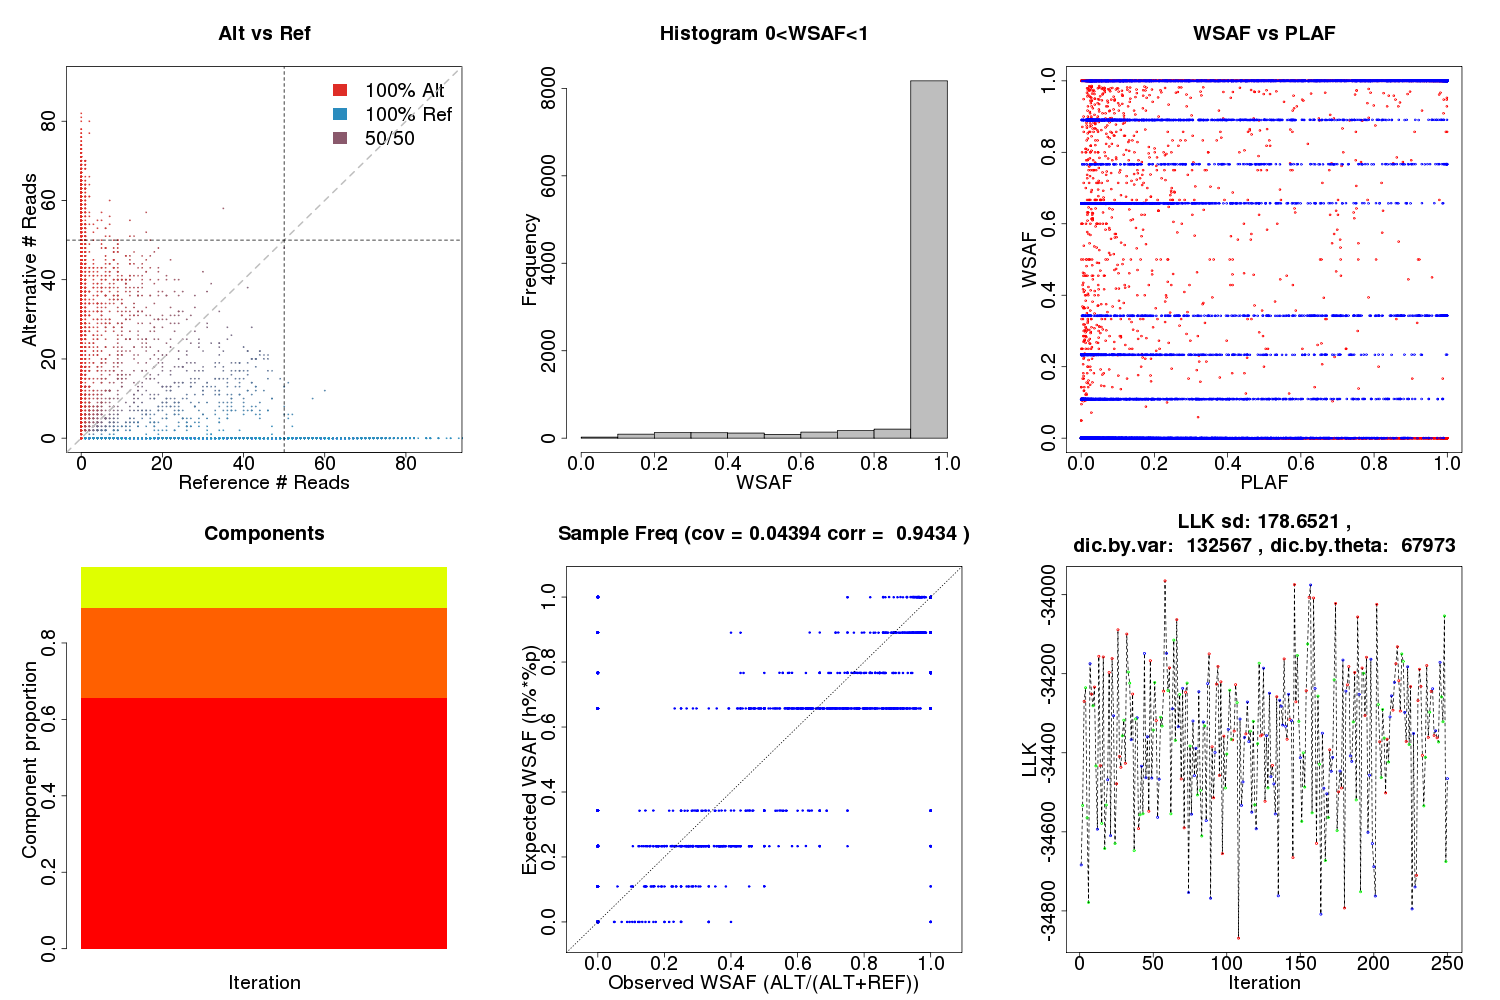 Alt vs Ref
Alternative # Reads
0 20 40 60 80
100% Alt
100% Ref
50/50
0 20 40 60 80
Reference # Reads
Histogram 0<WSAF<1
Frequency
0 2000 4000 6000 8000
0.0 0.2 0.4 0.6 0.8 1.0
WSAF
WSAF vs PLAF
WSAF
0.0 0.2 0.4 0.6 0.8 1.0
0.0 0.2 0.4 0.6 0.8 1.0
PLAF
Components
Component proportion
0.0 0.2 0.4 0.6 0.8
Iteration
Sample Freq (cov = 0.04394 corr = 0.9434 )
Expected WSAF (h%*%p)
0.0 0.2 0.4 0.6 0.8 1.0
0.0 0.2 0.4 0.6 0.8 1.0
Observed WSAF (ALT/(ALT+REF))
LLK sd: 178.6521 ,
dic.by.var: 132567 , dic.by.theta: 67973
LLK
-34800 -34600 -34400 -34200 -34000
0 50 100 150 200 250
Iteration